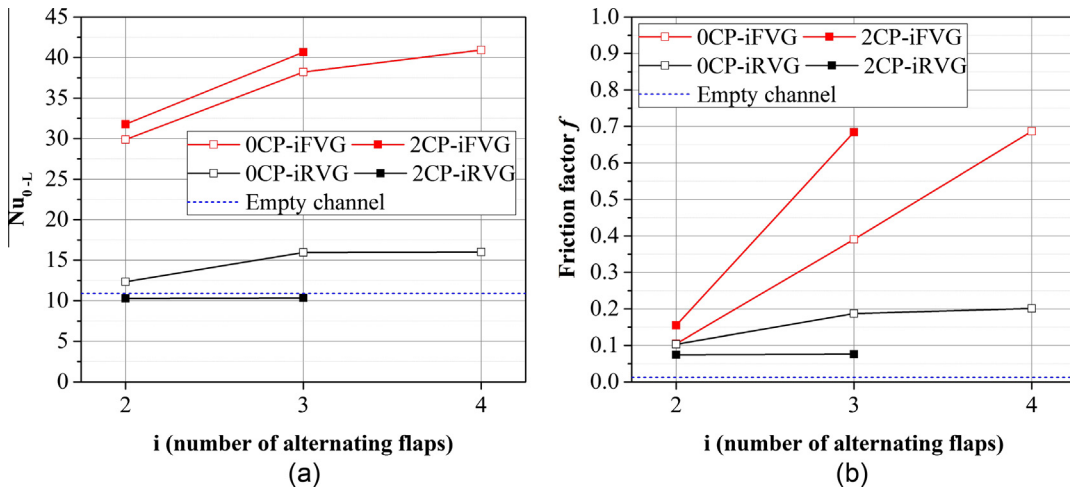 45
40
35
30
25
20
15
10
5
0
Nu0-L
0CP-iFVG 2CP-iFVG
0CP-iRVG 2CP-iRVG
Empty channel
2 3 4
i (number of alternating flaps)
(a)
1.0
0.9
0.8
0.7
0.6
0.5
0.4
0.3
0.2
0.1
0.0
Friction factor f
0CP-iFVG 2CP-iFVG
0CP-iRVG 2CP-iRVG
Empty channel
2 3 4
i (number of alternating flaps)
(b)